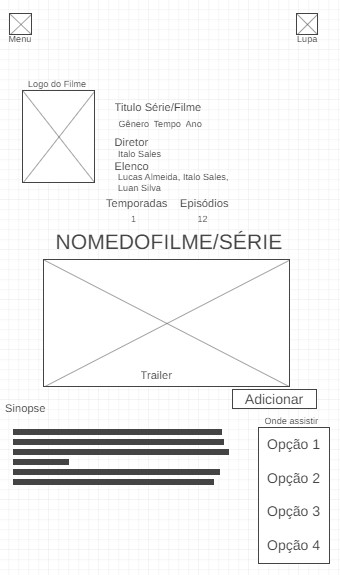 Menu
Lupa
Logo do Filme
Titulo Série/Filme
Gênero Tempo Ano
Diretor
Italo Sales
Elenco
Lucas Almeida, Italo Sales,
Luan Silva
Temporadas Episódios
1 12
NOMEDOFILME/SÉRIE
Trailer
Adicionar
Sinopse
Onde assistir
Opção 1
Opção 2
Opção 3
Opção 4